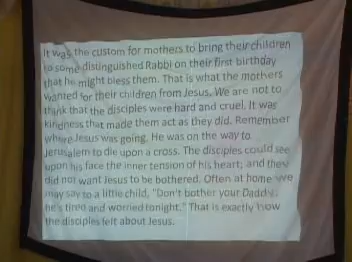 It was the custom for mothers to bring their children
to some distinguished Rabbi on their first birthday
that he might bless them. That is what the mothers
wanted for their children from Jesus. We are not to
think that the disciples were hard and cruel. It was
kindness that made them act as they did. Remember
where Jesus was going. He was on the way to
Jerusalem to die upon a cross. The disciples could see
upon his face the inner tension of his heart; and they
did not want Jesus to be bothered. Often at home we
may say to a little child, "Don't bother your Daddy,
he's tired and worried tonight." That is exactly how
the disciples felt about Jesus.